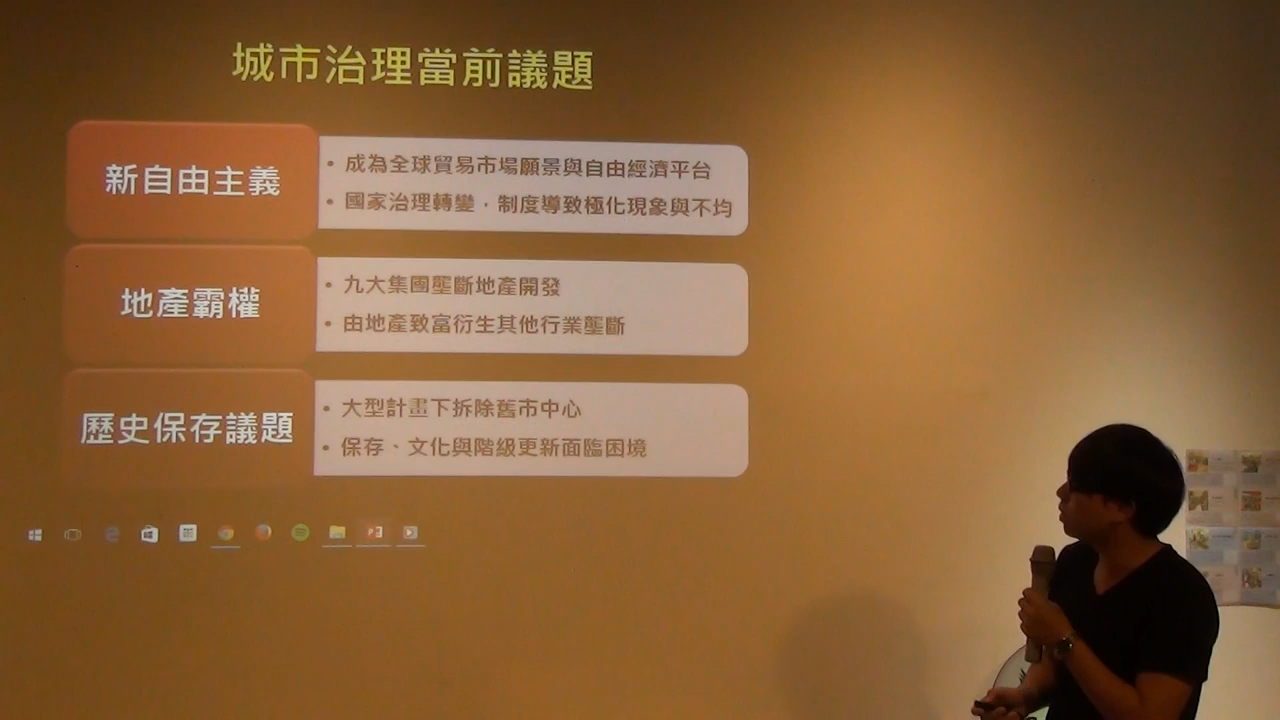 城市治理當前議題
新自由主義
• 成為全球貿易市場願景與自由經濟平台
• 國家治理轉變，制度導致極化現象與不均
地產霸權
• 九大集團壟斷地產開發
• 由地產致富衍生其他行業壟斷
歷史保存議題
• 大型計畫下拆除舊市中心
• 保存、文化與階級更新面臨困境